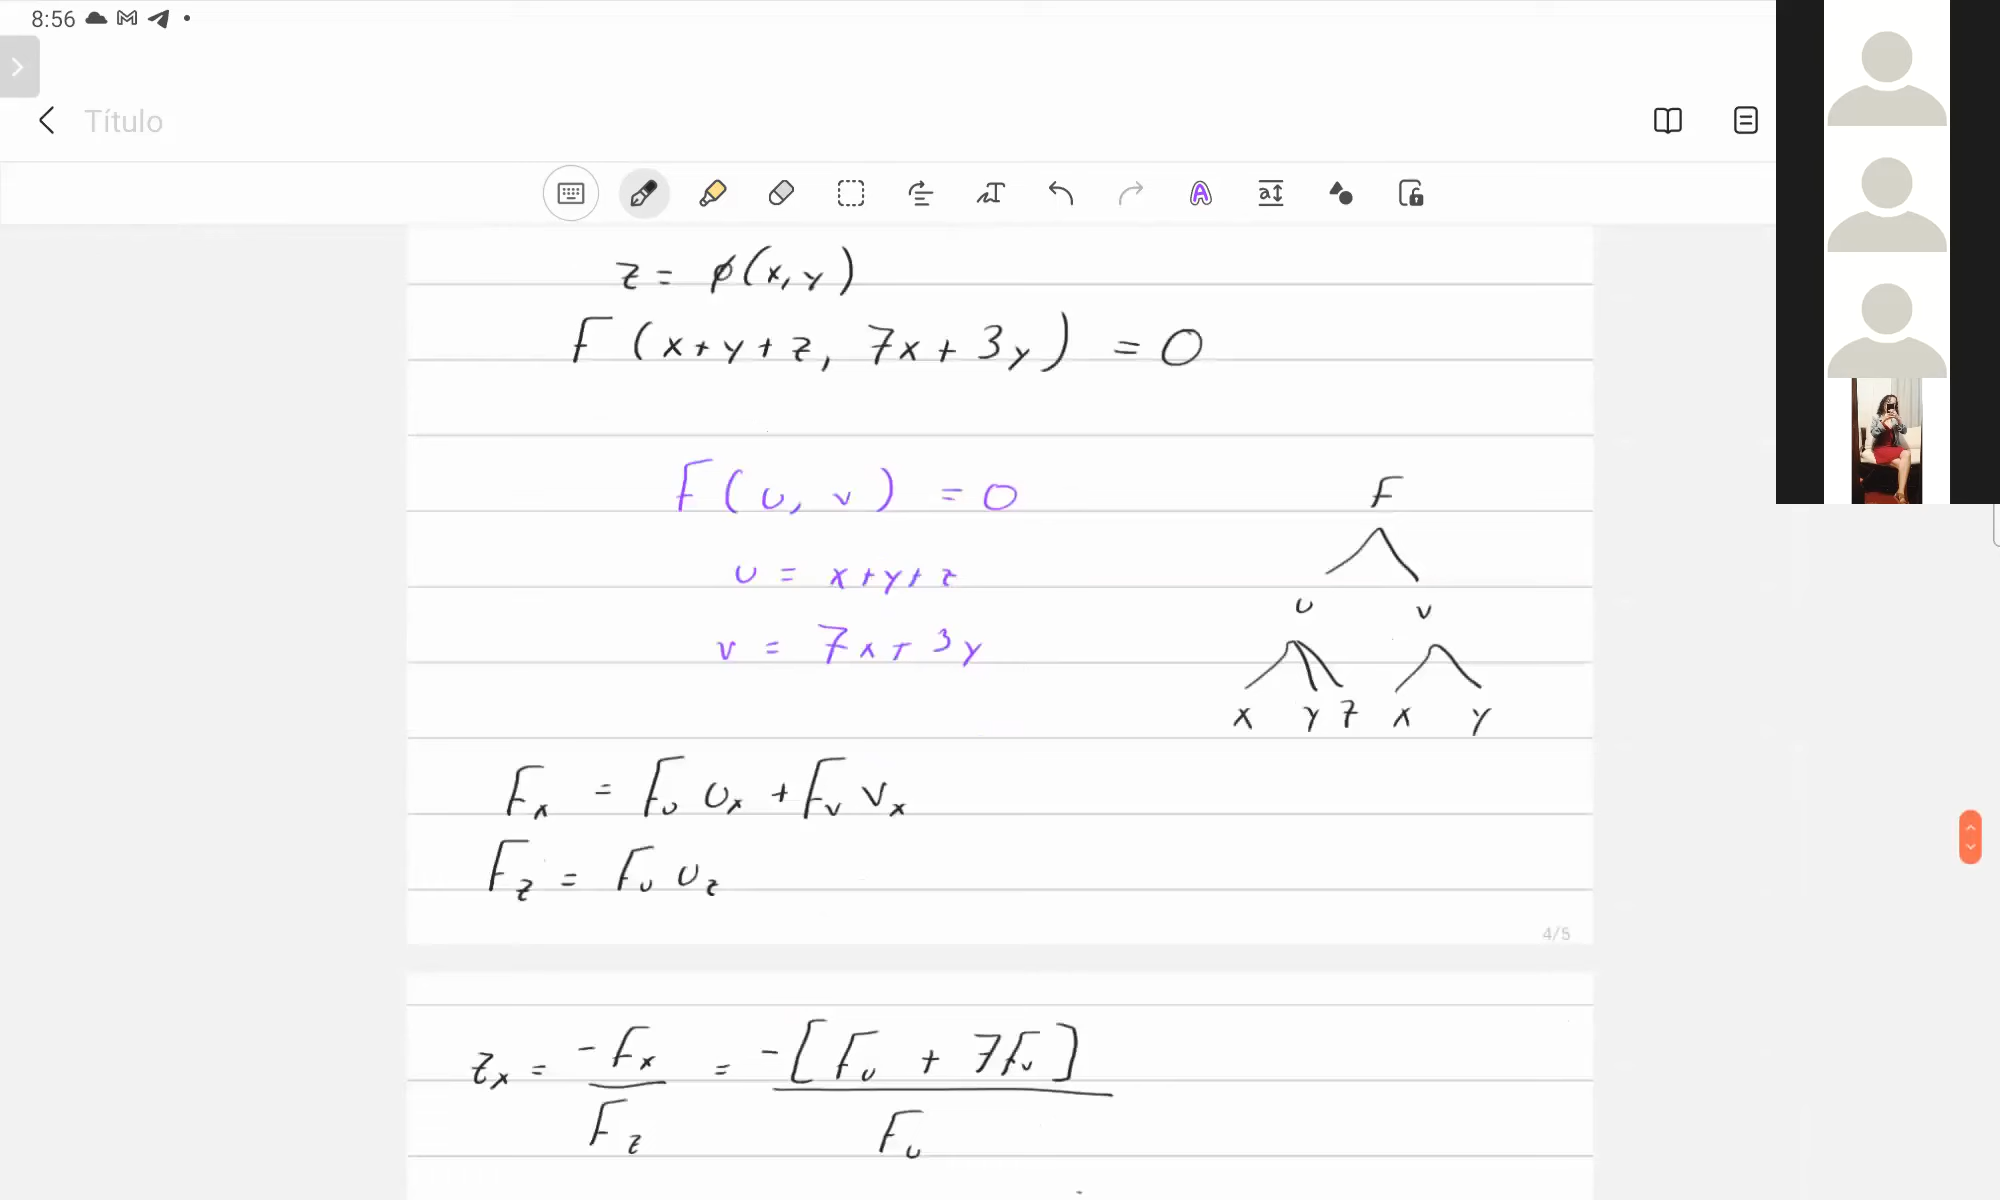 8:56
Título
z = φ(x, y)
F(x+y+z, 7x+3y) = 0
F(u, v) = 0
u = x+y+z
v = 7x+3y
F
u v
x y z x y
Fx = Fu ux + Fv vx
Fz = Fu uz
4/5
zx = -Fx / Fz = -[Fu + 7Fv] / Fu